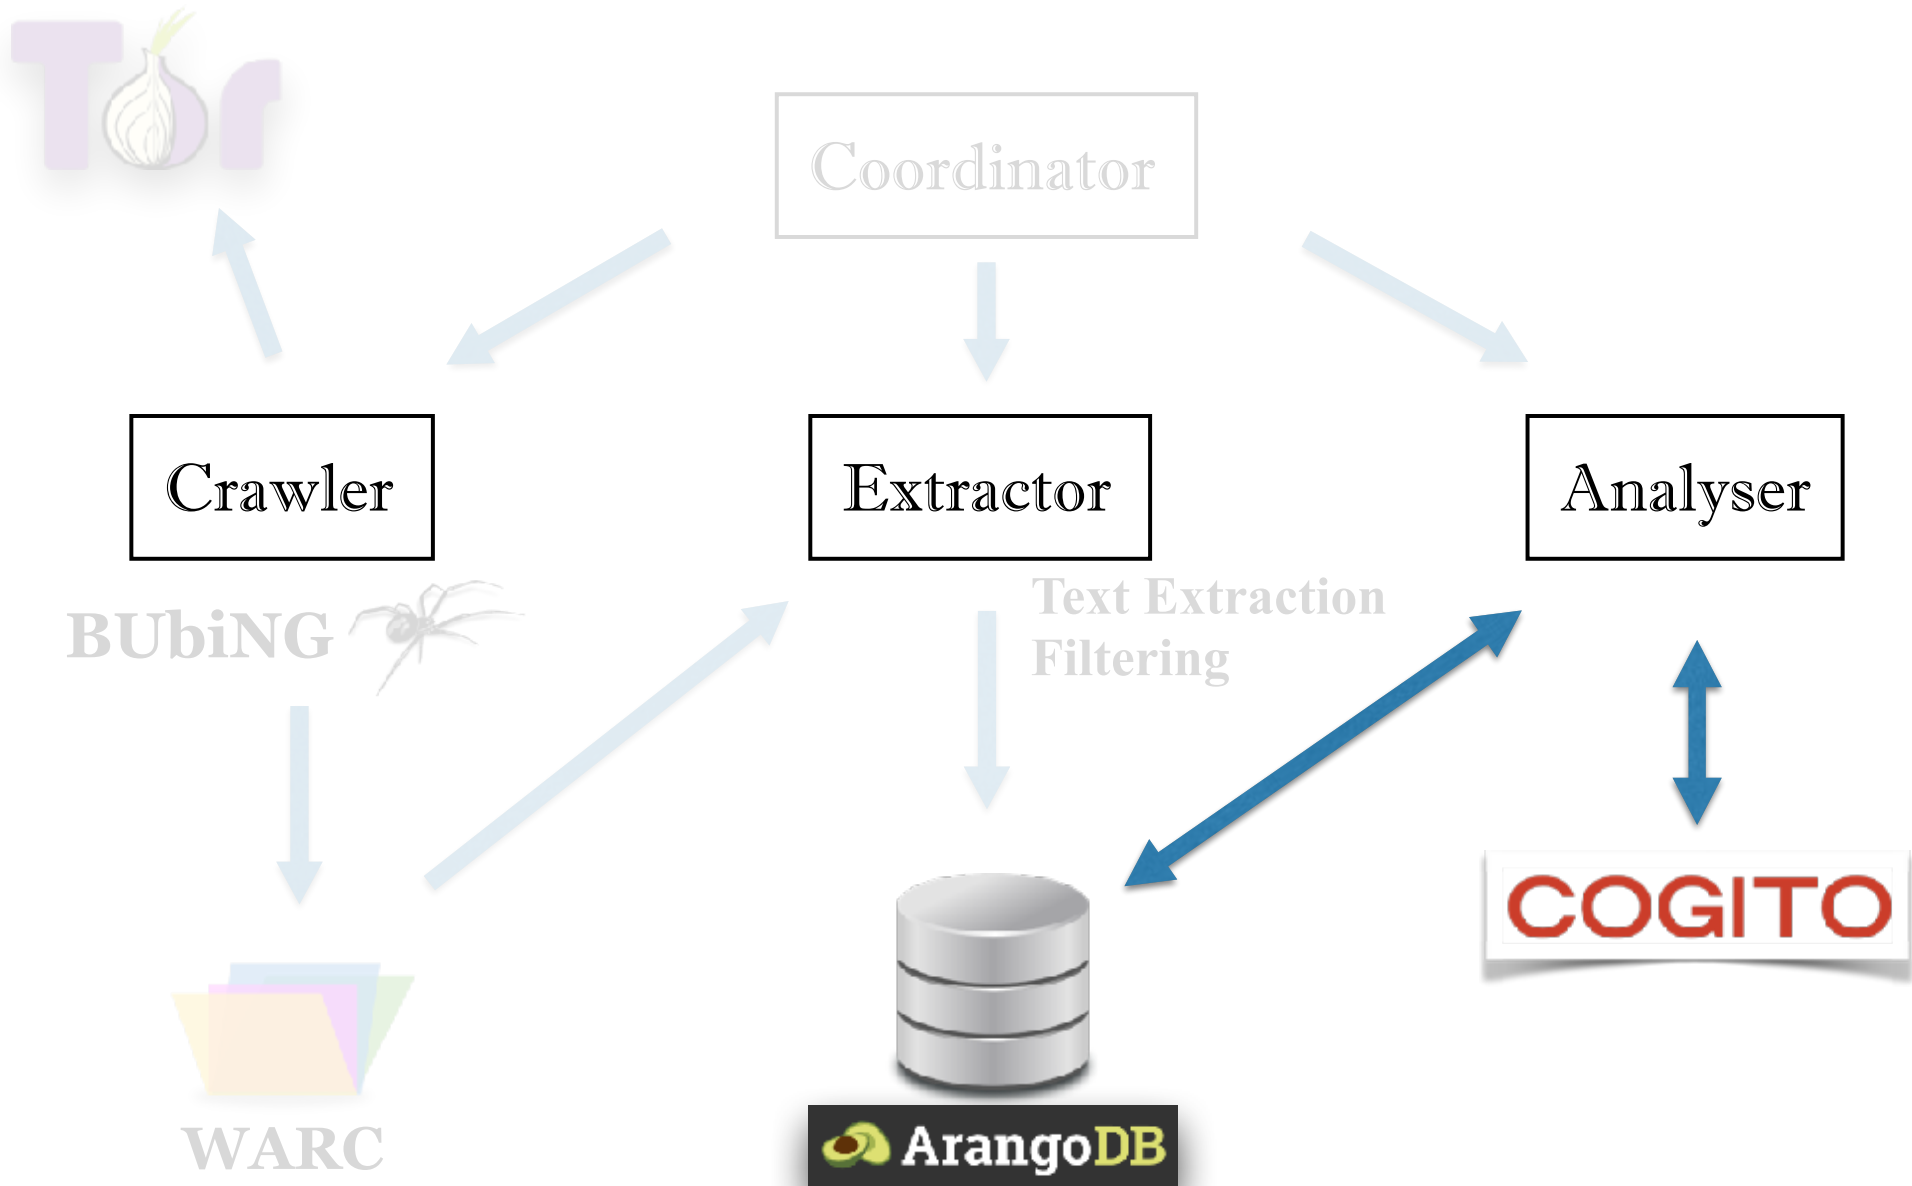 Tor
Coordinator
Crawler
Extractor
Analyser
BUbiNG
Text Extraction
Filtering
COGITO
WARC
ArangoDB